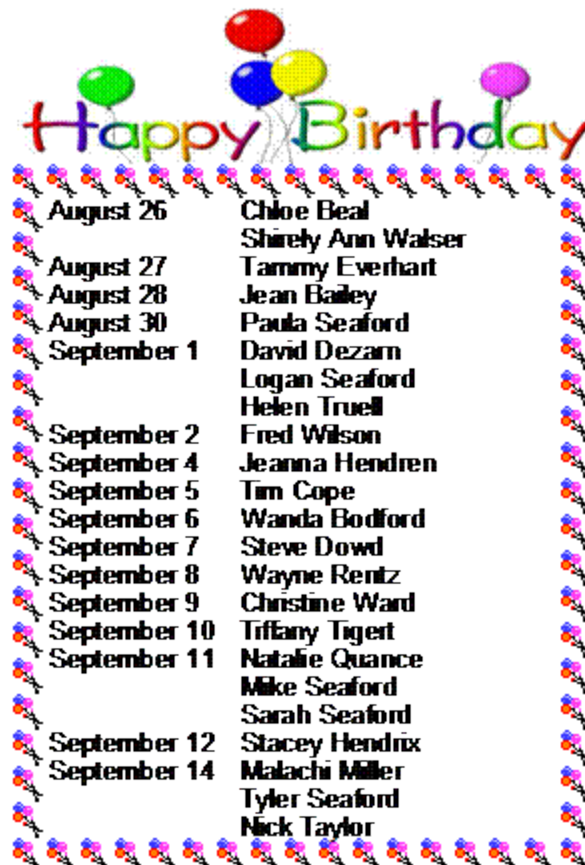 Happy Birthday
August 26 Chloe Beal
Shirely Ann Walser
August 27 Tammy Everhart
August 28 Jean Bailey
August 30 Paula Seaford
September 1 David Dezarn
Logan Seaford
Helen Truell
September 2 Fred Wilson
September 4 Jeanna Hendren
September 5 Tim Cope
September 6 Wanda Bodford
September 7 Steve Dowd
September 8 Wayne Rentz
September 9 Christine Ward
September 10 Tiffany Tigert
September 11 Natalie Quance
Mike Seaford
Sarah Seaford
September 12 Stacey Hendrix
September 14 Malachi Miller
Tyler Seaford
Nick Taylor